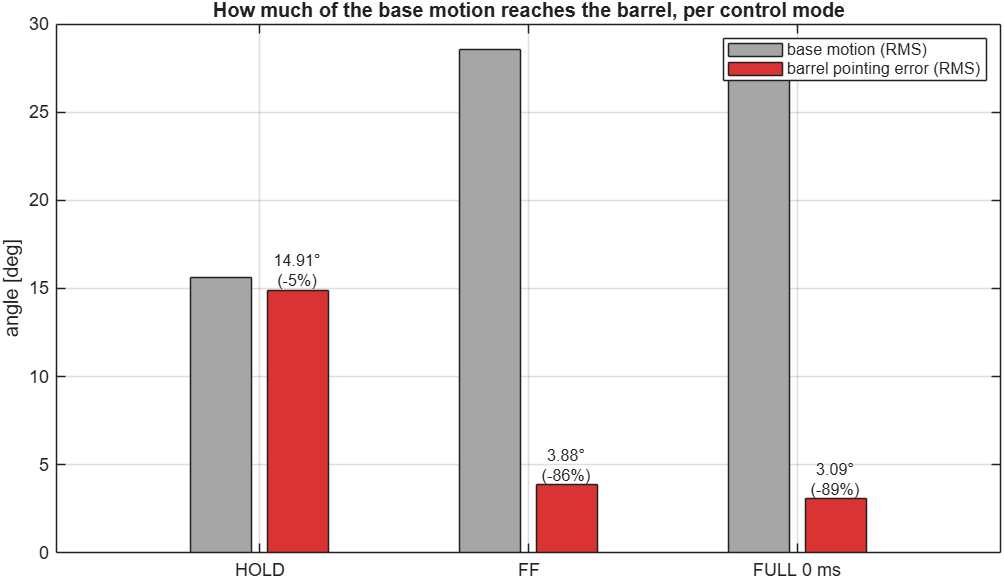 How much of the base motion reaches the barrel, per control mode
30
25
20
15
10
5
0
angle [deg]
base motion (RMS)
barrel pointing error (RMS)
14.91°
(-5%)
3.88°
(-86%)
3.09°
(-89%)
HOLD
FF
FULL 0 ms